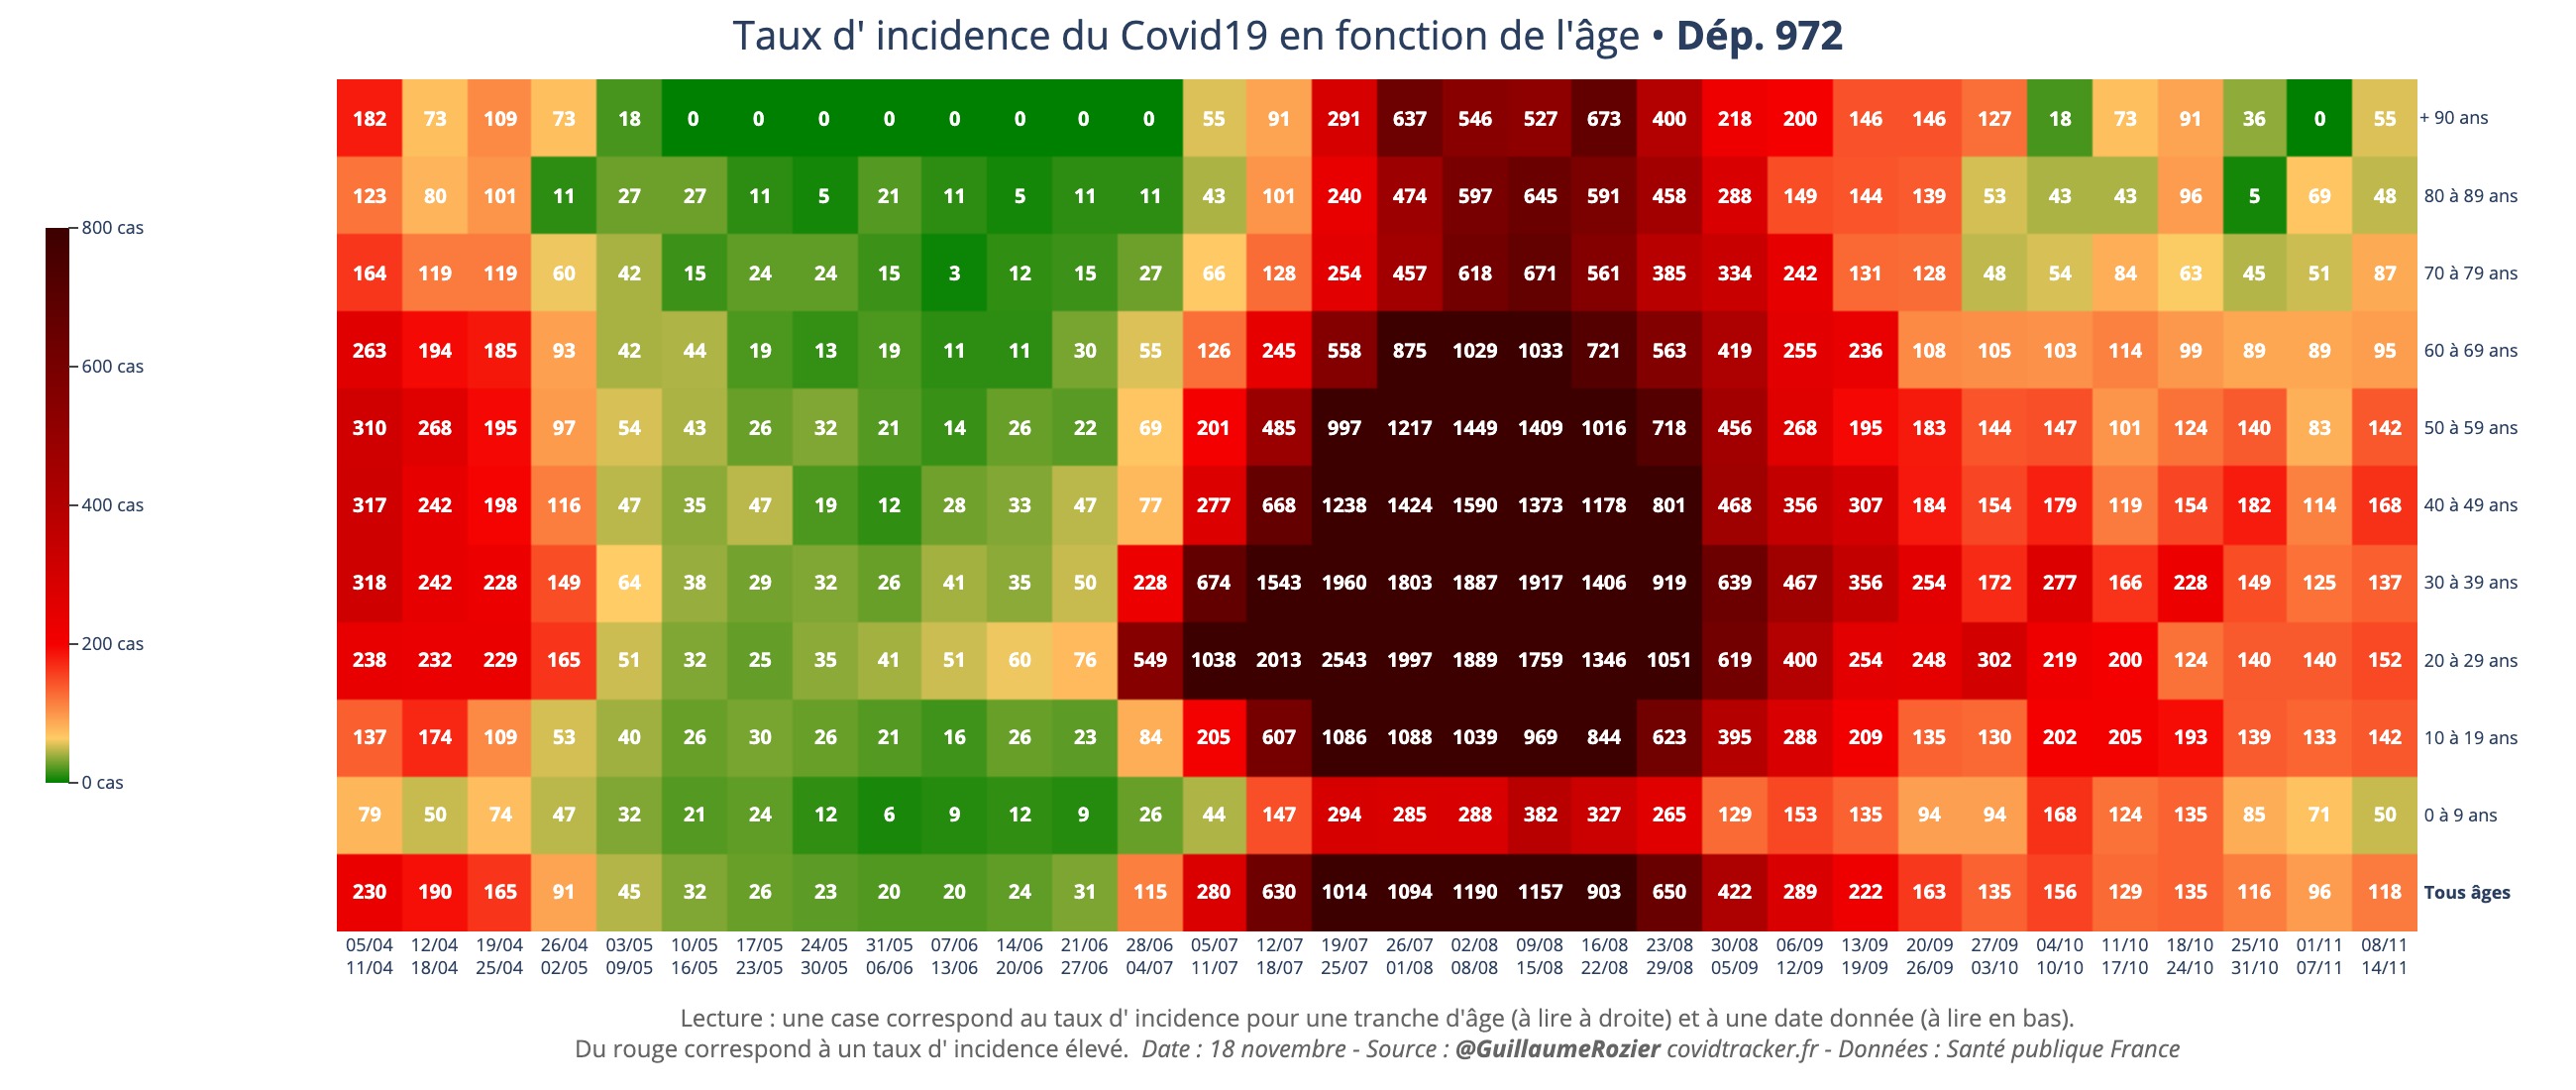 Taux d' incidence du Covid19 en fonction de l'âge • Dép. 972
800 cas
600 cas
400 cas
200 cas
0 cas
182 73 109 73 18 0 0 0 0 0 0 0 0 55 91 291 637 546 527 673 400 218 200 146 146 127 18 73 91 36 0 55 + 90 ans
123 80 101 11 27 27 11 5 21 11 5 11 11 43 101 240 474 597 645 591 458 288 149 144 139 53 43 43 96 5 69 48 80 à 89 ans
164 119 119 60 42 15 24 24 15 3 12 15 27 66 128 254 457 618 671 561 385 334 242 131 128 48 54 84 63 45 51 87 70 à 79 ans
263 194 185 93 42 44 19 13 19 11 11 30 55 126 245 558 875 1029 1033 721 563 419 255 236 108 105 103 114 99 89 89 95 60 à 69 ans
310 268 195 97 54 43 26 32 21 14 26 22 69 201 485 997 1217 1449 1409 1016 718 456 268 195 183 144 147 101 124 140 83 142 50 à 59 ans
317 242 198 116 47 35 47 19 12 28 33 47 77 277 668 1238 1424 1590 1373 1178 801 468 356 307 184 154 179 119 154 182 114 168 40 à 49 ans
318 242 228 149 64 38 29 32 26 41 35 50 228 674 1543 1960 1803 1887 1917 1406 919 639 467 356 254 172 277 166 228 149 125 137 30 à 39 ans
238 232 229 165 51 32 25 35 41 51 60 76 549 1038 2013 2543 1997 1889 1759 1346 1051 619 400 254 248 302 219 200 124 140 140 152 20 à 29 ans
137 174 109 53 40 26 30 26 21 16 26 23 84 205 607 1086 1088 1039 969 844 623 395 288 209 135 130 202 205 193 139 133 142 10 à 19 ans
79 50 74 47 32 21 24 12 6 9 12 9 26 44 147 294 285 288 382 327 265 129 153 135 94 94 168 124 135 85 71 50 0 à 9 ans
230 190 165 91 45 32 26 23 20 20 24 31 115 280 630 1014 1094 1190 1157 903 650 422 289 222 163 135 156 129 135 116 96 118 Tous âges
05/04 12/04 19/04 26/04 03/05 10/05 17/05 24/05 31/05 07/06 14/06 21/06 28/06 05/07 12/07 19/07 26/07 02/08 09/08 16/08 23/08 30/08 06/09 13/09 20/09 27/09 04/10 11/10 18/10 25/10 01/11 08/11
11/04 18/04 25/04 02/05 09/05 16/05 23/05 30/05 06/06 13/06 20/06 27/06 04/07 11/07 18/07 25/07 01/08 08/08 15/08 22/08 29/08 05/09 12/09 19/09 26/09 03/10 10/10 17/10 24/10 31/10 07/11 14/11
Lecture : une case correspond au taux d' incidence pour une tranche d'âge (à lire à droite) et à une date donnée (à lire en bas).
Du rouge correspond à un taux d' incidence élevé. Date : 18 novembre - Source : @GuillaumeRozier covidtracker.fr - Données : Santé publique France